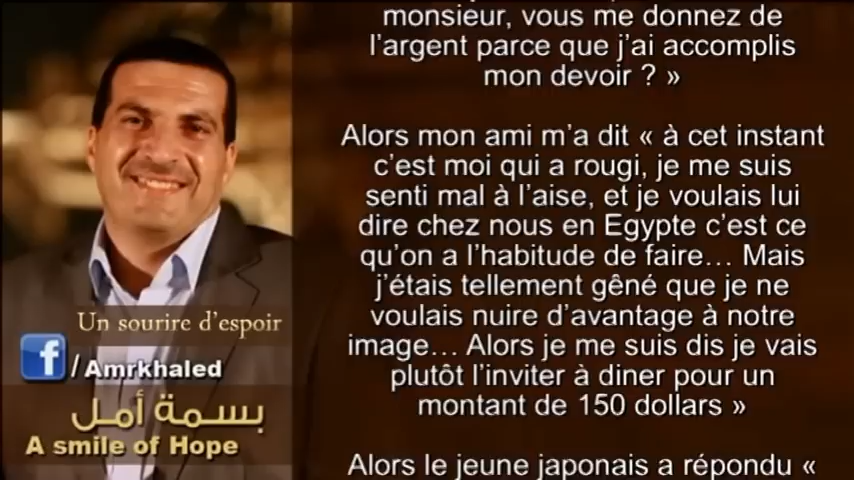 monsieur, vous me donnez de
l'argent parce que j'ai accomplis
mon devoir ? »
Alors mon ami m'a dit « à cet instant
c'est moi qui a rougi, je me suis
senti mal à l'aise, et je voulais lui
dire chez nous en Egypte c'est ce
qu'on a l'habitude de faire... Mais
j'étais tellement gêné que je ne
voulais nuire d'avantage à notre
image... Alors je me suis dis je vais
plutôt l'inviter à diner pour un
montant de 150 dollars »
Alors le jeune japonais a répondu «
Un sourire d'espoir
f /Amrkhaled
بسمة أمل
A smile of Hope